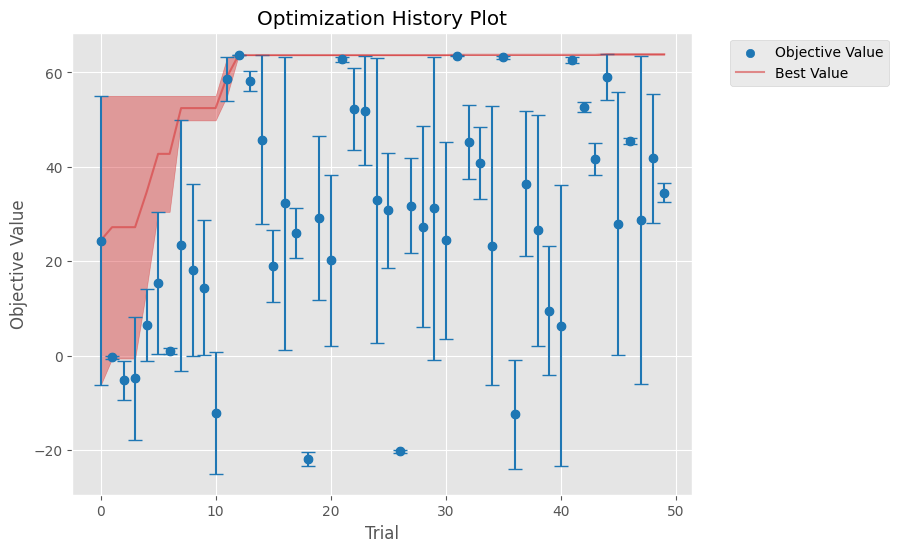 Optimization History Plot
Objective Value
Best Value
Objective Value
60
40
20
0
−20
0 10 20 30 40 50
Trial